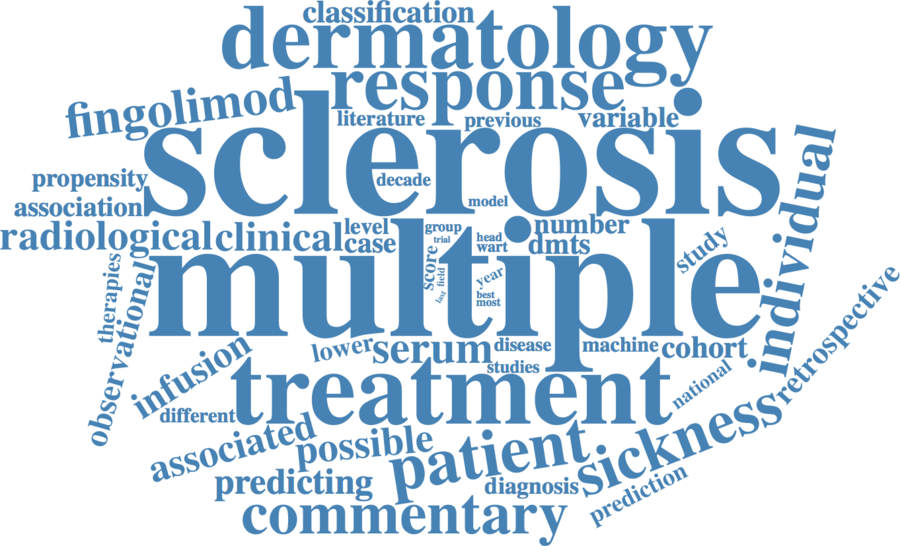 classification
dermatology
response
fingolimod
literature
previous
variable
sclerosis
individual
propensity
decade
association
model
radiological
clinical
level
case
group
trial
head
wart
number
dmts
study
therapies
observational
multiple
score
field
last
year
best
most
retrospective
infusion
lower
serum
disease
machine
cohort
studies
treatment
national
different
associated
possible
patient
sickness
predicting
diagnosis
prediction
commentary